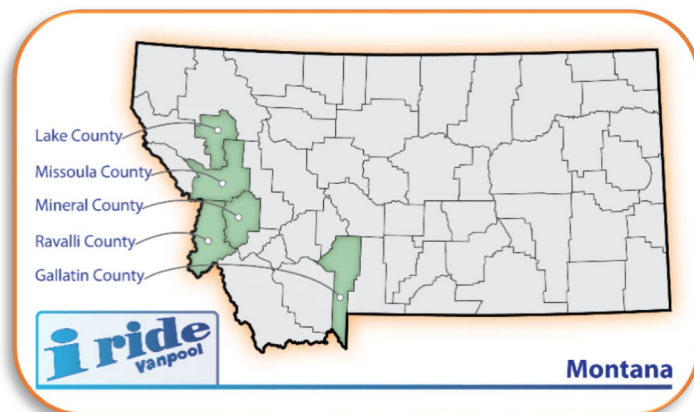 Lake County
Missoula County
Mineral County
Ravalli County
Gallatin County
i ride
Vanpool
Montana